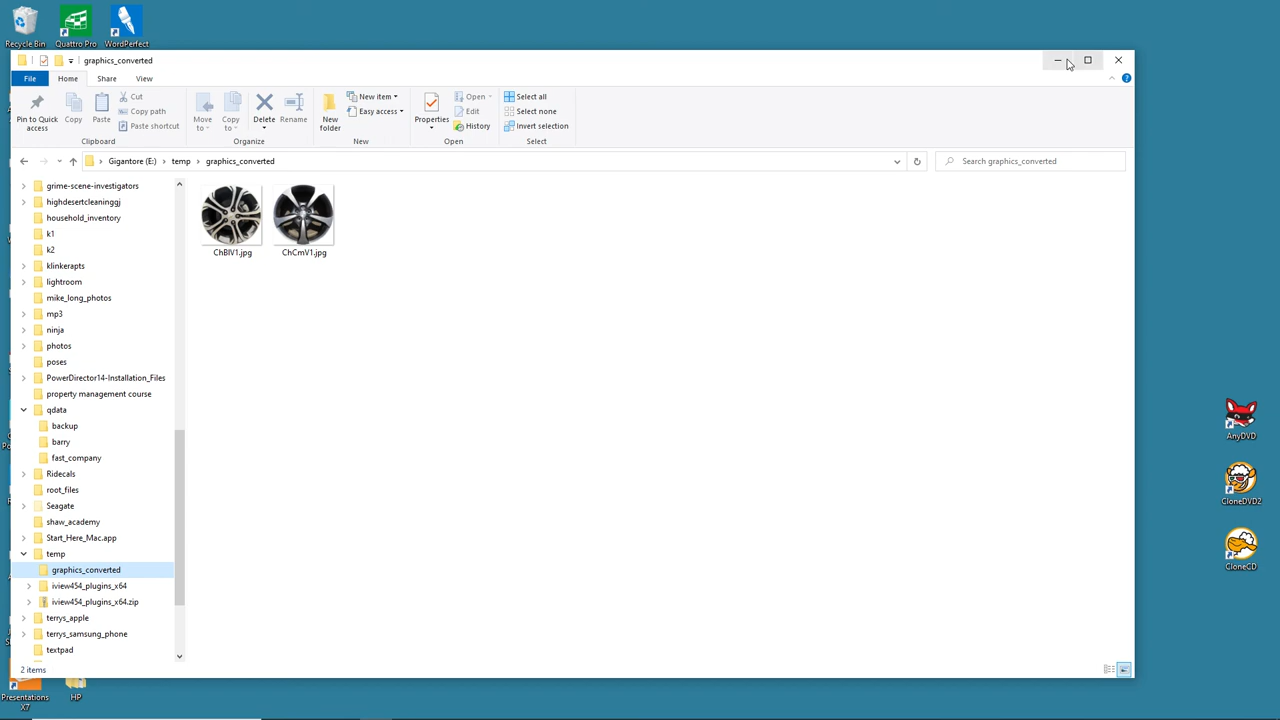 Recycle Bin
Quattro Pro
WordPerfect
graphics_converted
File
Home
Share
View
Pin to Quick access
Copy
Paste
Cut
Copy path
Paste shortcut
Clipboard
Move to
Copy to
Delete
Rename
Organize
New folder
New item
Easy access
New
Properties
Open
Edit
History
Open
Select all
Select none
Invert selection
Select
Gigantore (E:) > temp > graphics_converted
Search graphics_converted
grime-scene-investigators
highdesertcleaninggj
household_inventory
k1
k2
klinkerapts
lightroom
mike_long_photos
mp3
ninja
photos
poses
PowerDirector14-Installation_Files
property management course
qdata
backup
barry
fast_company
Ridecals
root_files
Seagate
shaw_academy
Start_Here_Mac.app
temp
graphics_converted
iview454_plugins_x64
iview454_plugins_x64.zip
terrys_apple
terrys_samsung_phone
textpad
ChBlV1.jpg
ChCmV1.jpg
2 items
AnyDVD
CloneDVD2
CloneCD
Presentations X7
HP